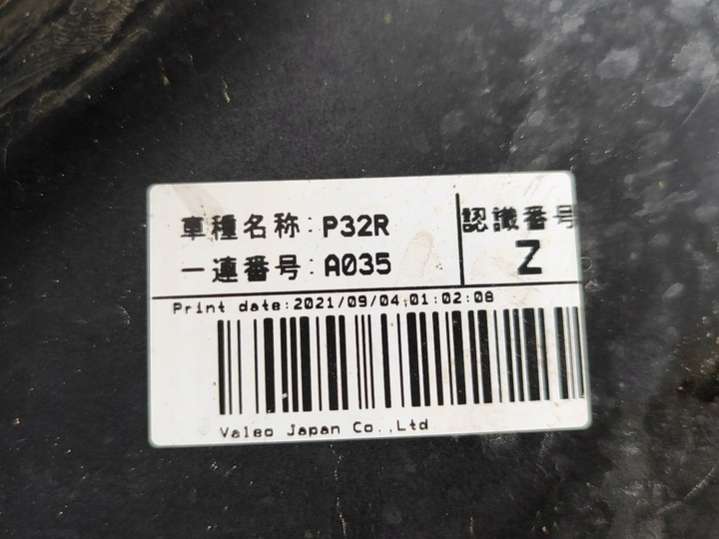 車種名称:P32R
認識番号
一連番号:A035
Z
Print date:2021/09/04,01:02:08
Valeo Japan Co.,Ltd